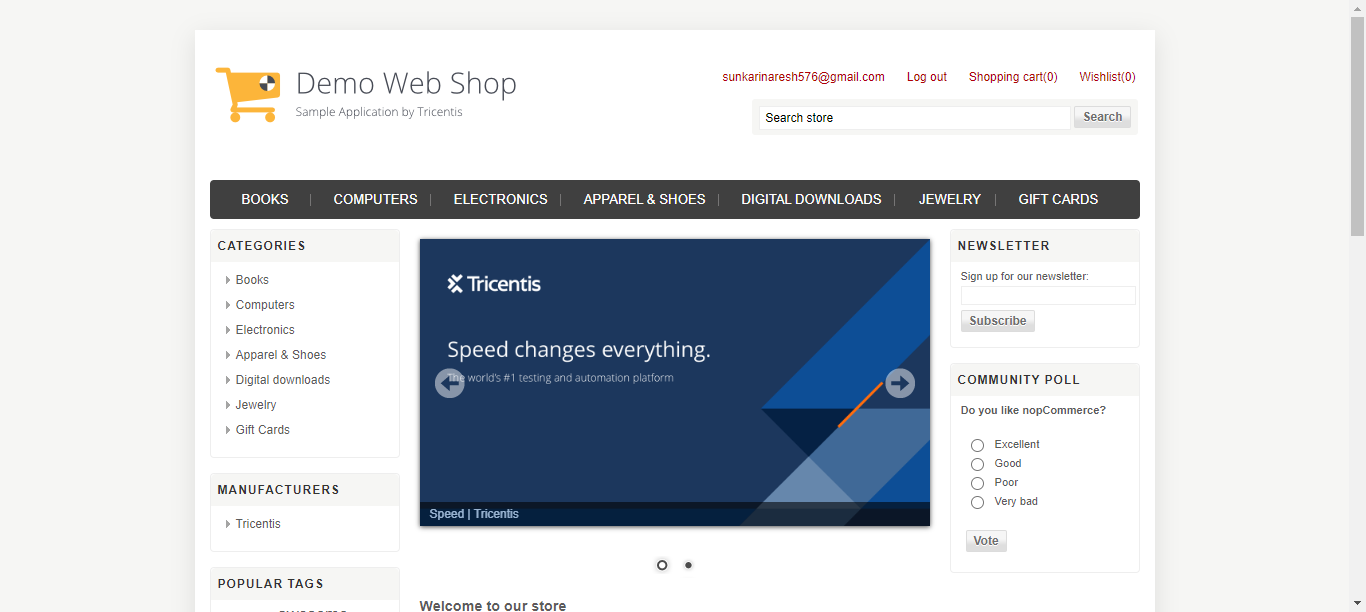 Demo Web Shop
Sample Application by Tricentis
sunkarinaresh576@gmail.com Log out Shopping cart(0) Wishlist(0)
Search store Search
BOOKS COMPUTERS ELECTRONICS APPAREL & SHOES DIGITAL DOWNLOADS JEWELRY GIFT CARDS
CATEGORIES
Books
Computers
Electronics
Apparel & Shoes
Digital downloads
Jewelry
Gift Cards
MANUFACTURERS
Tricentis
POPULAR TAGS
Tricentis
Speed changes everything.
The world's #1 testing and automation platform
Speed | Tricentis
Welcome to our store
NEWSLETTER
Sign up for our newsletter:
Subscribe
COMMUNITY POLL
Do you like nopCommerce?
Excellent
Good
Poor
Very bad
Vote